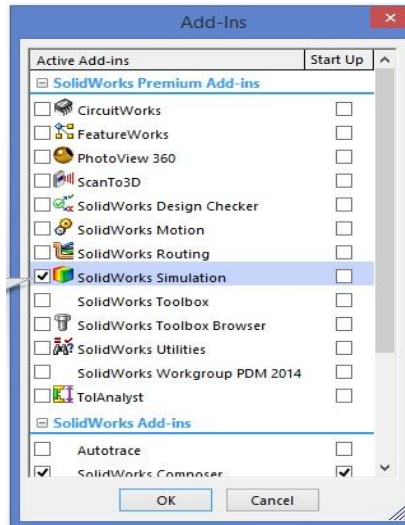 Add-Ins
Active Add-ins Start Up
SolidWorks Premium Add-ins
CircuitWorks
FeatureWorks
PhotoView 360
ScanTo3D
SolidWorks Design Checker
SolidWorks Motion
SolidWorks Routing
SolidWorks Simulation
SolidWorks Toolbox
SolidWorks Toolbox Browser
SolidWorks Utilities
SolidWorks Workgroup PDM 2014
TolAnalyst
SolidWorks Add-ins
Autotrace
SolidWorks Composer
OK Cancel